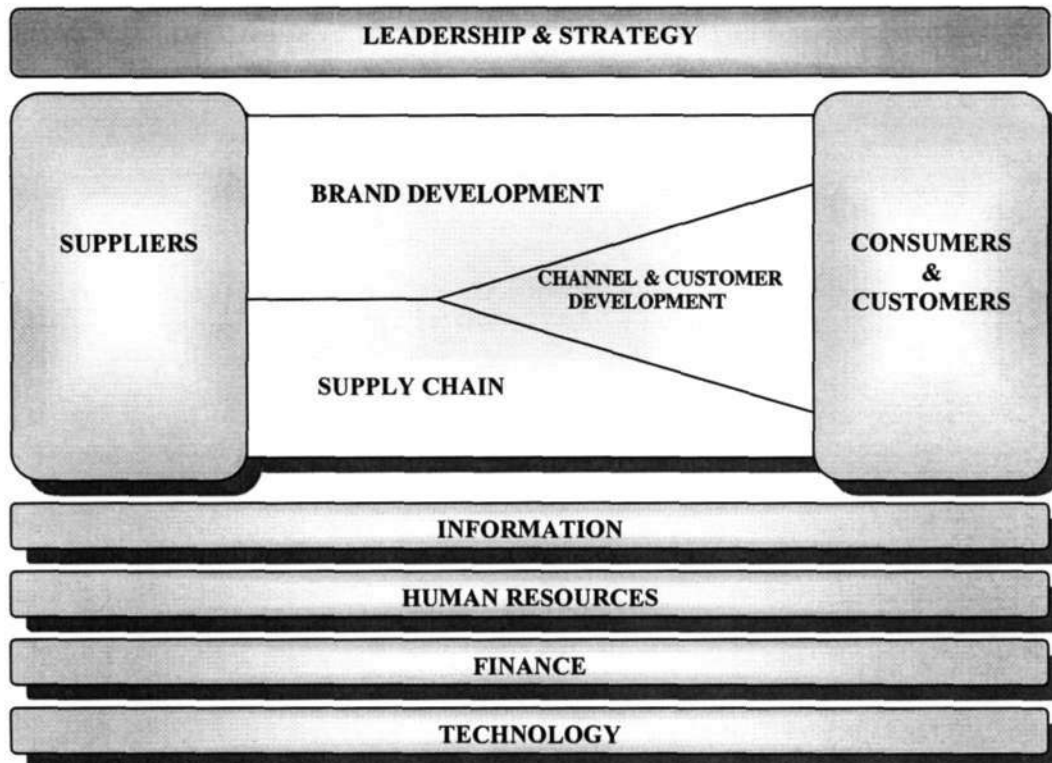 LEADERSHIP & STRATEGY
BRAND DEVELOPMENT
SUPPLIERS
CONSUMERS
&
CUSTOMERS
CHANNEL & CUSTOMER
DEVELOPMENT
SUPPLY CHAIN
INFORMATION
HUMAN RESOURCES
FINANCE
TECHNOLOGY